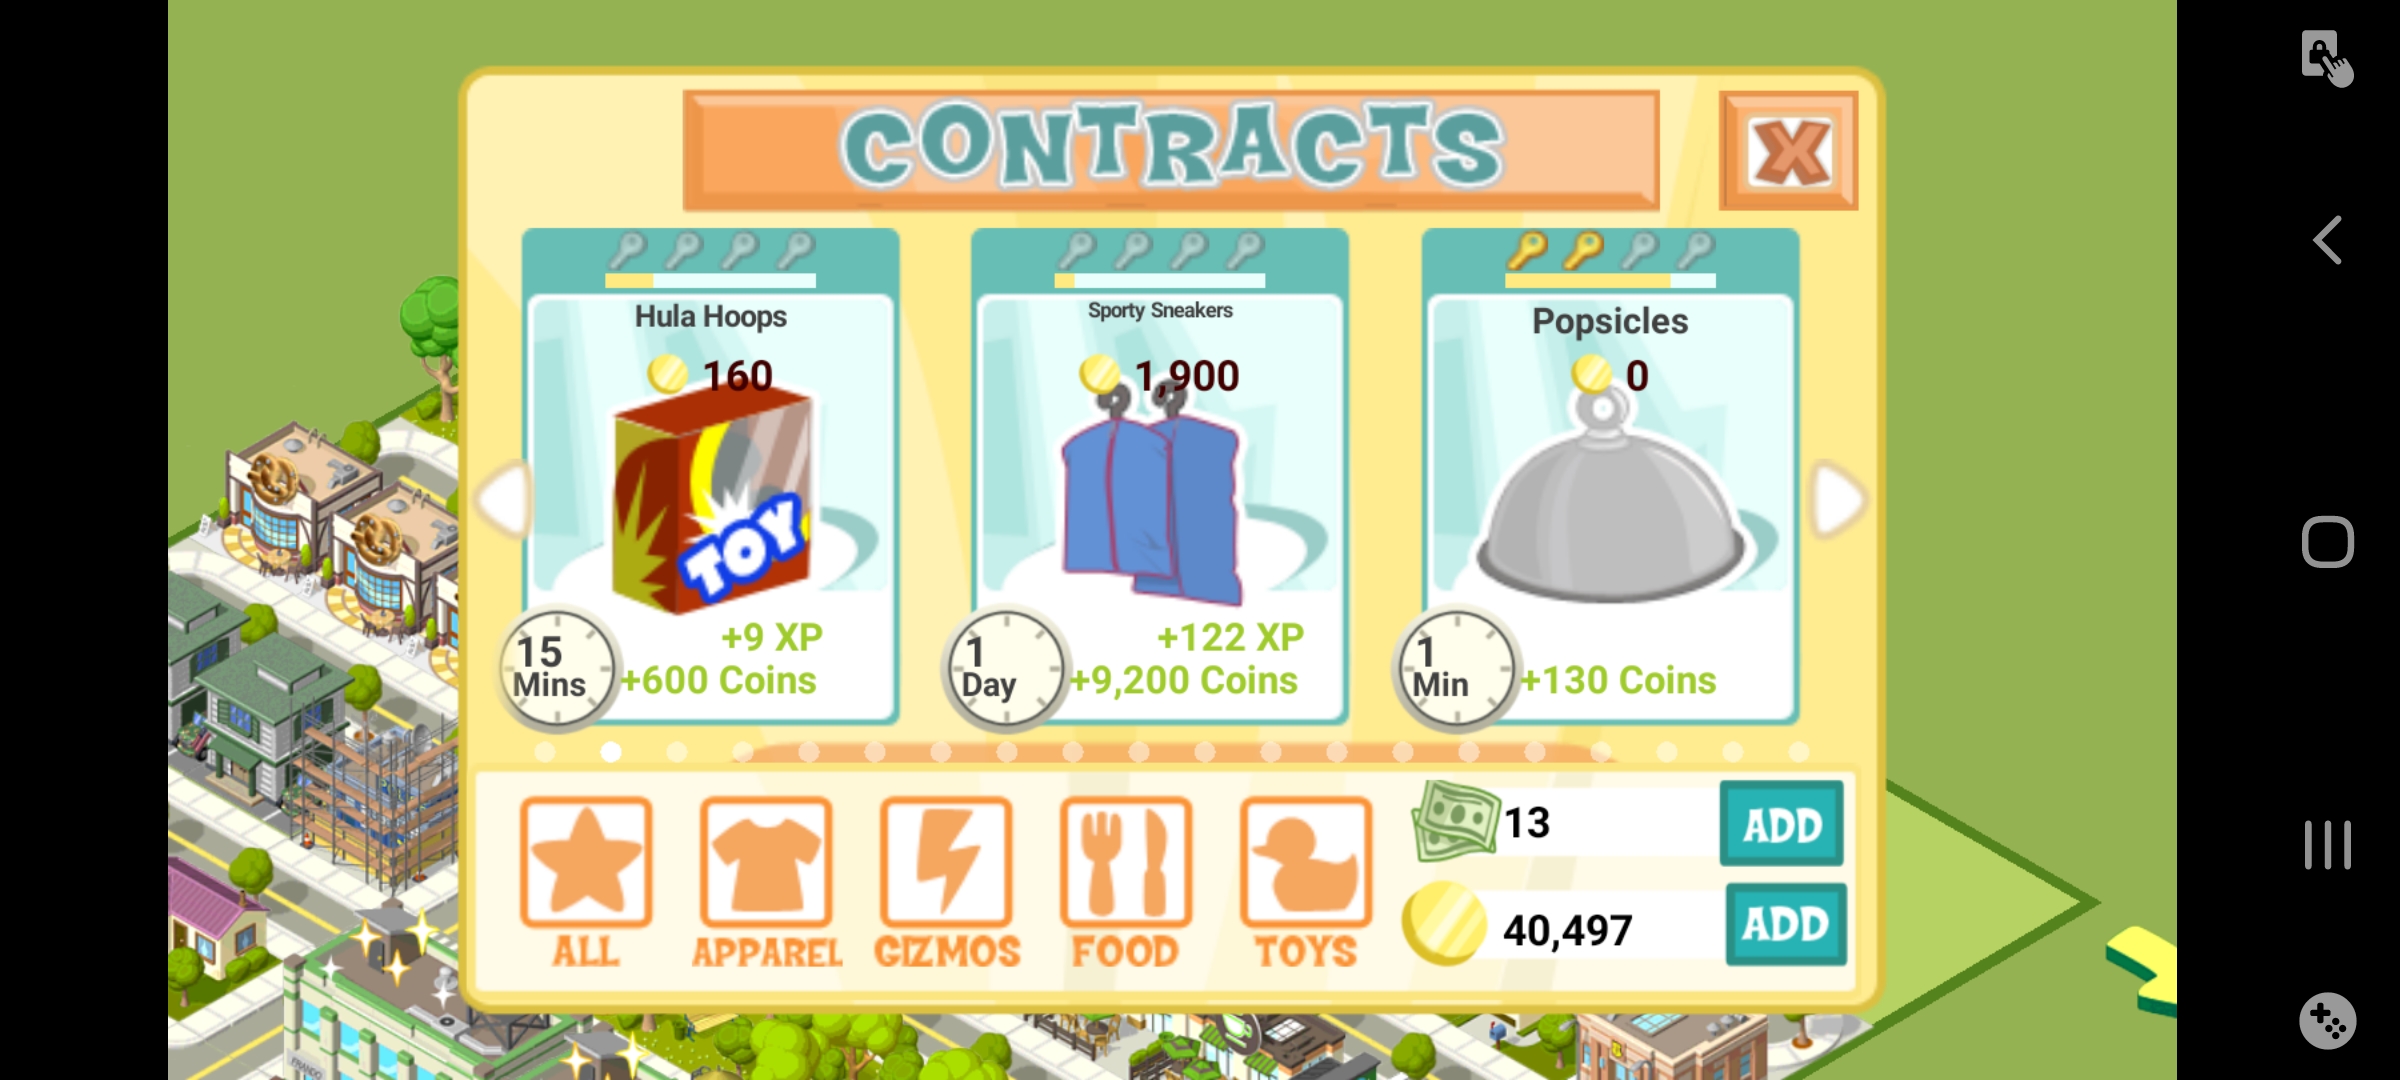 CONTRACTS
X
Hula Hoops
160
TOY
15
Mins
+9 XP
+600 Coins
Sporty Sneakers
1,900
1
Day
+122 XP
+9,200 Coins
Popsicles
0
1
Min
+130 Coins
ALL
APPAREL
GIZMOS
FOOD
TOYS
13
ADD
40,497
ADD